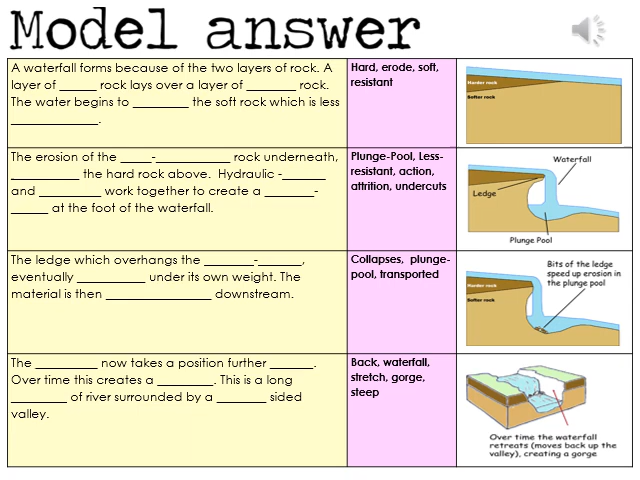 Model answer
A waterfall forms because of the two layers of rock. A
layer of ______ rock lays over a layer of ________ rock.
The water begins to _________ the soft rock which is less
______________.
Hard, erode, soft,
resistant
Harder rock
Softer rock
The erosion of the _____-____________ rock underneath,
___________ the hard rock above. Hydraulic -_______
and __________ work together to create a ________-
______ at the foot of the waterfall.
Plunge-Pool, Less-
resistant, action,
attrition, undercuts
Waterfall
Ledge
Plunge Pool
The ledge which overhangs the ________-_______,
eventually ___________ under its own weight. The
material is then _________________ downstream.
Collapses, plunge-
pool, transported
Bits of the ledge
speed up erosion in
the plunge pool
Harder rock
Softer rock
The __________ now takes a position further _______.
Over time this creates a _________. This is a long
_________ of river surrounded by a ________ sided
valley.
Back, waterfall,
stretch, gorge,
steep
Over time the waterfall
retreats (moves back up the
valley), creating a gorge